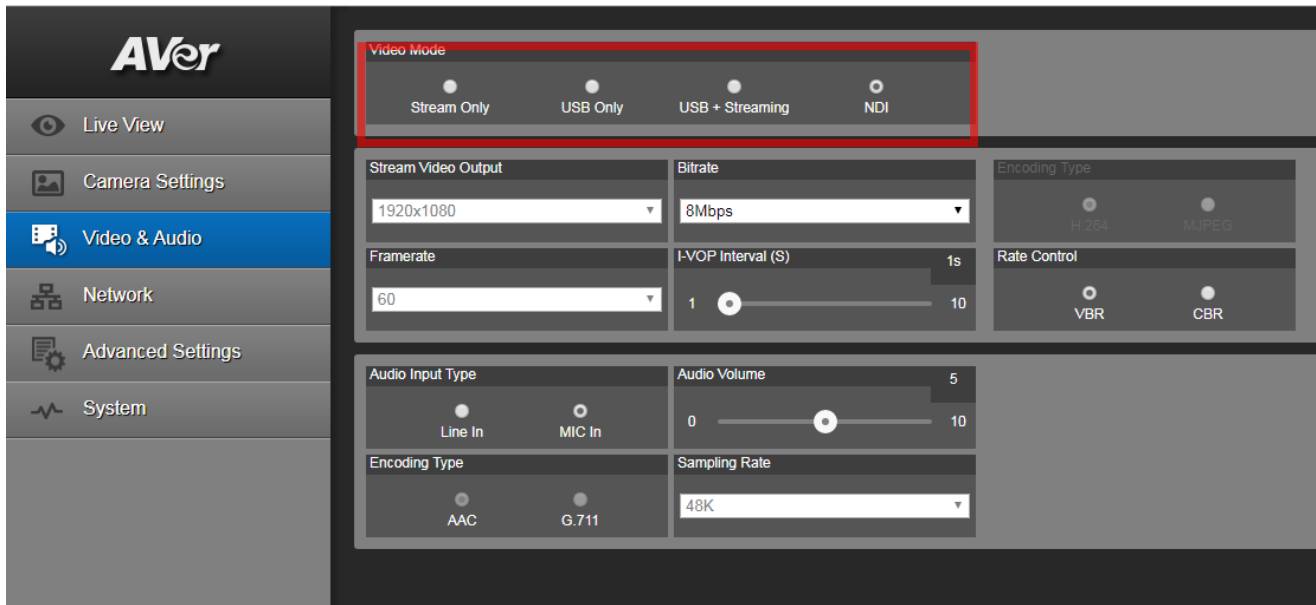 AVer
Live View
Camera Settings
Video & Audio
Network
Advanced Settings
System
Video Mode
Stream Only USB Only USB + Streaming NDI
Stream Video Output
1920x1080
Bitrate
8Mbps
Encoding Type
H.264 MJPEG
Framerate
60
I-VOP Interval (S) 1s
1 10
Rate Control
VBR CBR
Audio Input Type
Line In MIC In
Audio Volume 5
0 10
Encoding Type
AAC G.711
Sampling Rate
48K